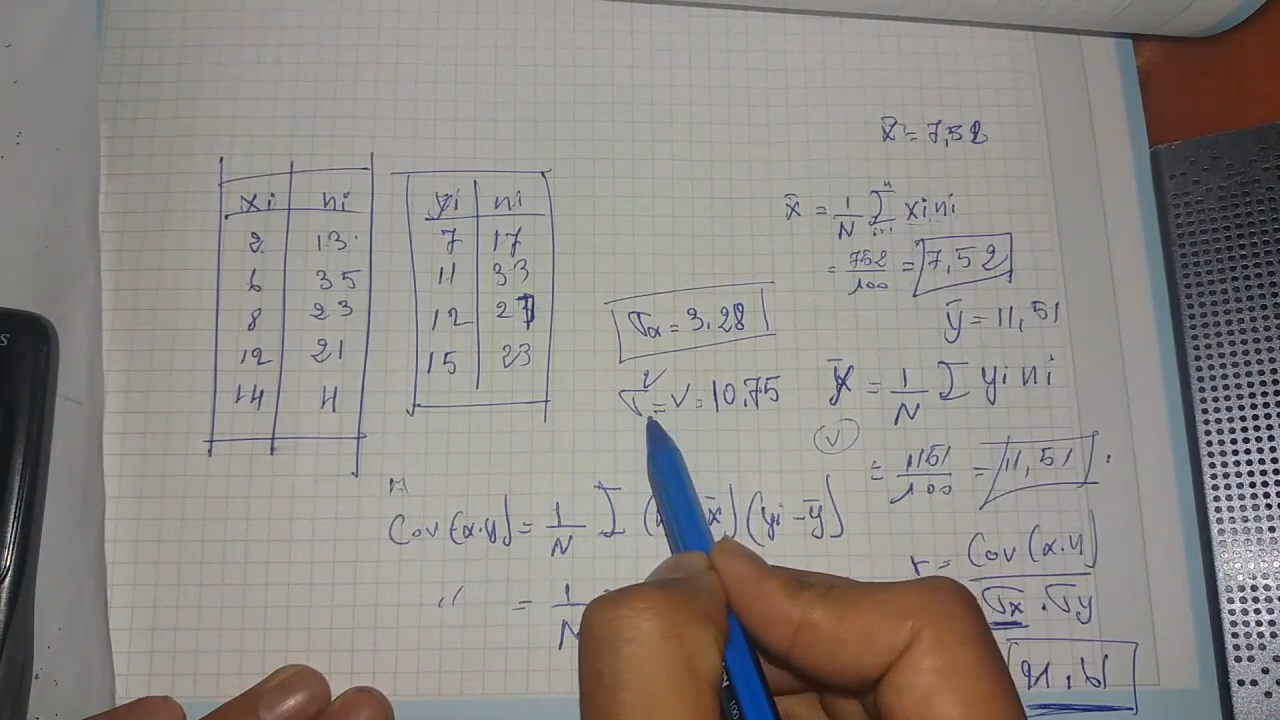 x̄ = 7,52
xi ni
2 13
6 35
8 23
12 21
14 4
yi ni
7 17
11 33
12 27
15 23
σx = 3.28
σ² = V = 10.75
x̄ = 1/N Σ xi ni
= 752/100 = 7,52
ȳ = 11,51
ȳ = 1/N Σ yi ni
= 1151/100 = 11,51
Cov(x.y) = 1/N Σ ( x̄)(yi - ȳ)
" = 1/N
r = Cov(x.y)/σx . σy